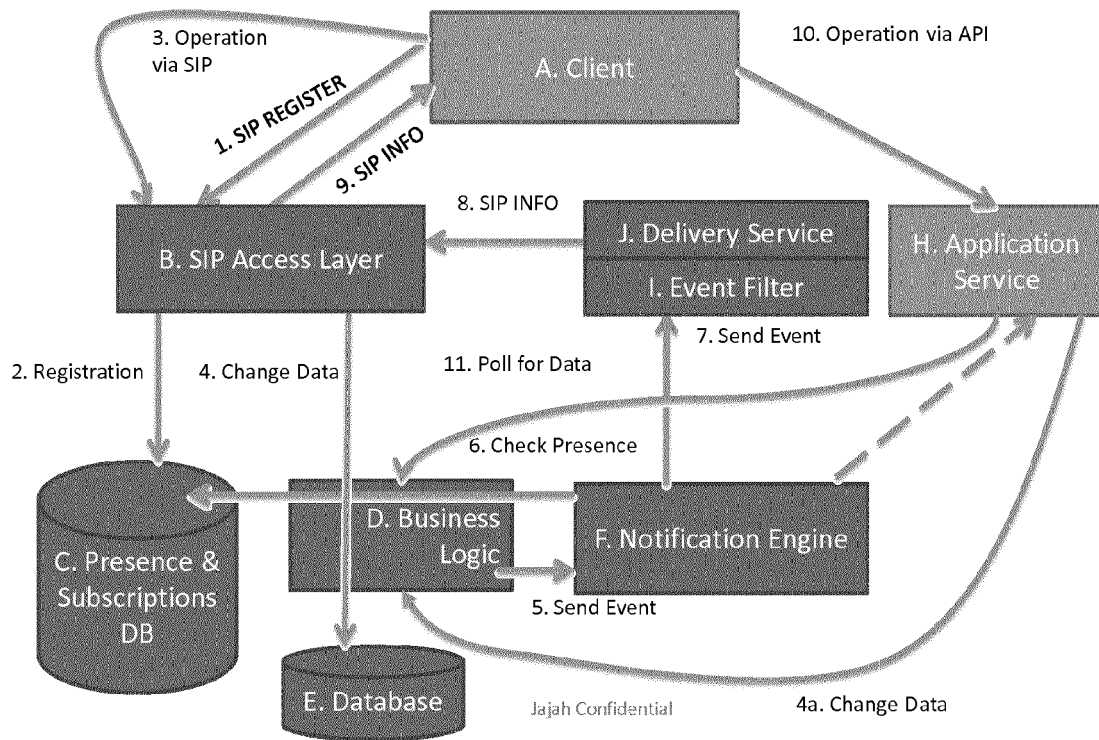 3. Operation
via SIP
10. Operation via API
A. Client
1. SIP REGISTER
9. SIP INFO
8. SIP INFO
B. SIP Access Layer
J. Delivery Service
I. Event Filter
H. Application
Service
7. Send Event
2. Registration
4. Change Data
11. Poll for Data
6. Check Presence
C. Presence &
Subscriptions
DB
D. Business
Logic
F. Notification Engine
5. Send Event
E. Database
Jajah Confidential
4a. Change Data